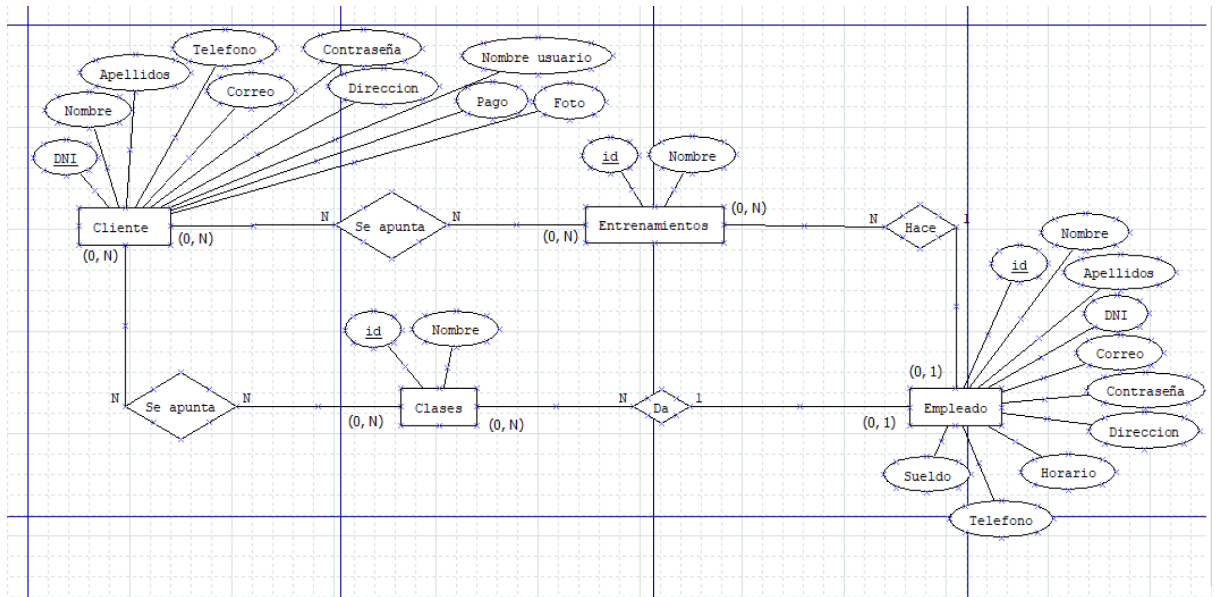 Telefono
Contraseña
Nombre usuario
Apellidos
Correo
Direccion
Pago
Foto
Nombre
DNI
id
Nombre
Cliente
(0, N)
(0, N)
N
Se apunta
N
(0, N)
Entrenamientos
(0, N)
N
Hace
1
Nombre
id
Apellidos
DNI
Correo
Contraseña
Direccion
Horario
Telefono
Sueldo
(0, 1)
Empleado
(0, 1)
id
Nombre
N
Se apunta
N
(0, N)
Clases
(0, N)
N
Da
1